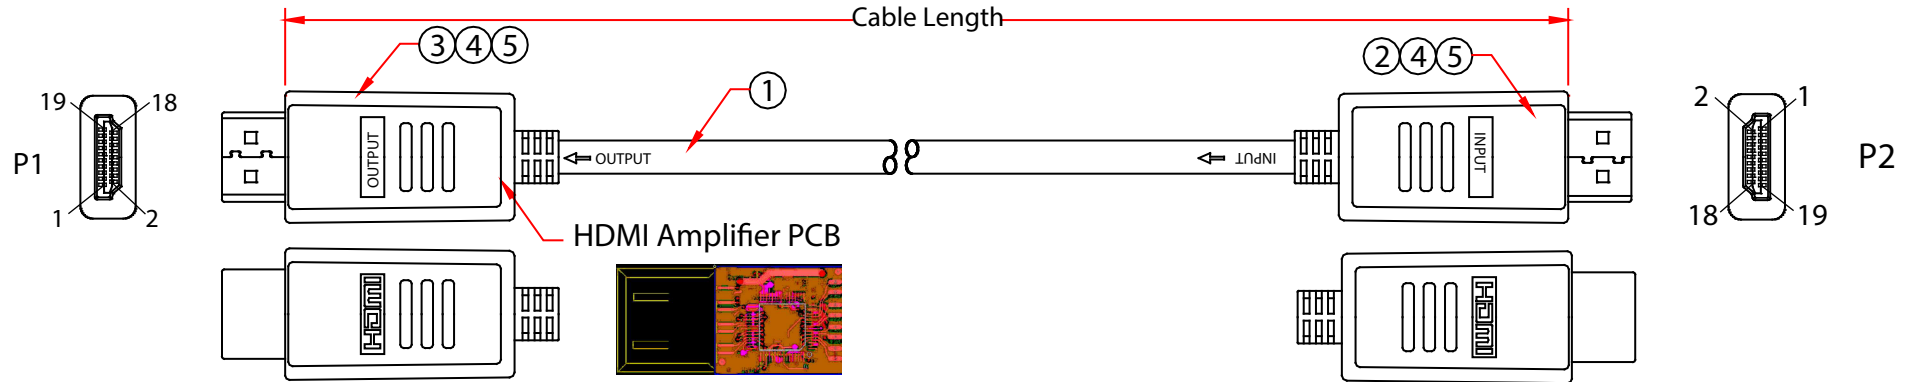 Cable Length
3 4 5
2 4 5
1
19 18
2 1
P1
OUTPUT
OUTPUT
INPUT
INPUT
P2
1 2
18 19
HDMI Amplifier PCB
HDMI
HDMI